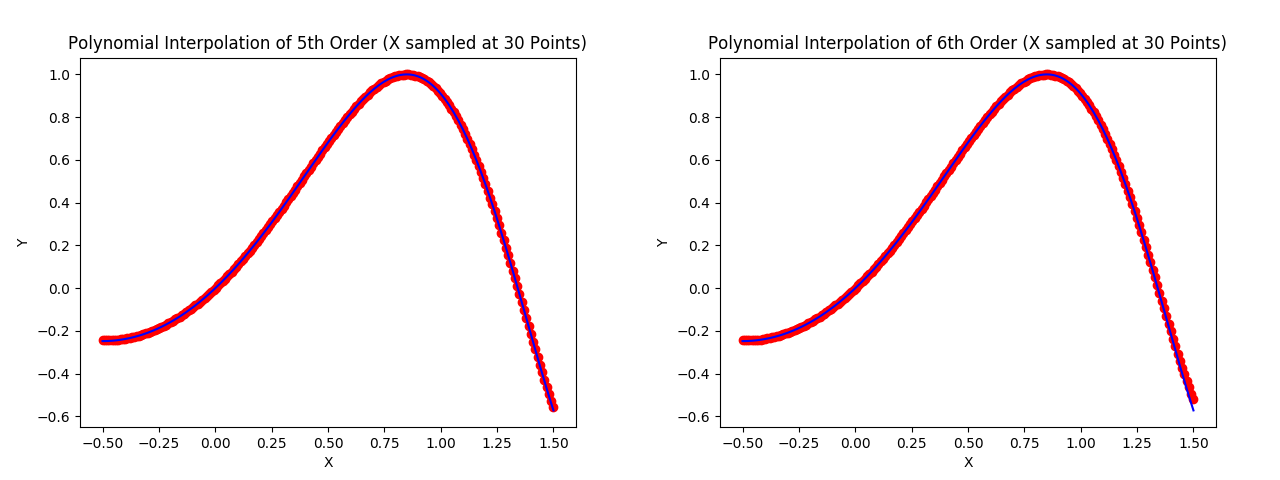 Polynomial Interpolation of 5th Order (X sampled at 30 Points)
1.0
0.8
0.6
0.4
0.2
0.0
−0.2
−0.4
−0.6
Y
−0.50 −0.25 0.00 0.25 0.50 0.75 1.00 1.25 1.50
X
Polynomial Interpolation of 6th Order (X sampled at 30 Points)
1.0
0.8
0.6
0.4
0.2
0.0
−0.2
−0.4
−0.6
Y
−0.50 −0.25 0.00 0.25 0.50 0.75 1.00 1.25 1.50
X